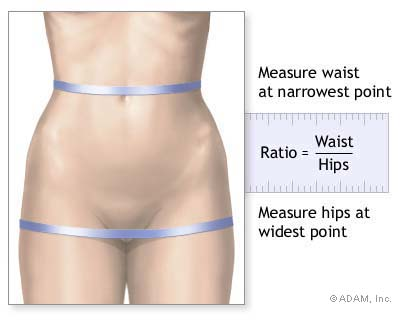 Measure waist
at narrowest point
Ratio = Waist
Hips
Measure hips at
widest point
© ADAM, Inc.